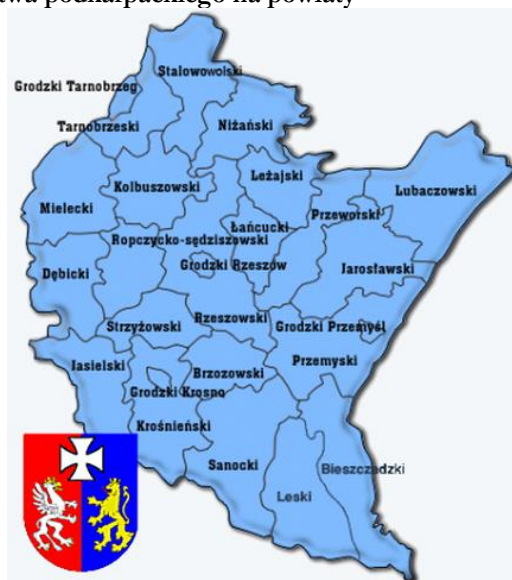 twa podkarpackiego na powiaty
Stalowowolski
Grodzki Tarnobrzeg
Tarnobrzeski
Niżański
Leżajski
Kolbuszowski
Lubaczowski
Mielecki
Przeworski
Łańcucki
Ropczycko-sędziszowski
Grodzki Rzeszów
Jarosławski
Dębicki
Rzeszowski
Strzyżowski
Grodzki Przemyśl
Jasielski
Przemyski
Brzozowski
Grodzki Krosno
Krośnieński
Sanocki
Bieszczadzki
Leski